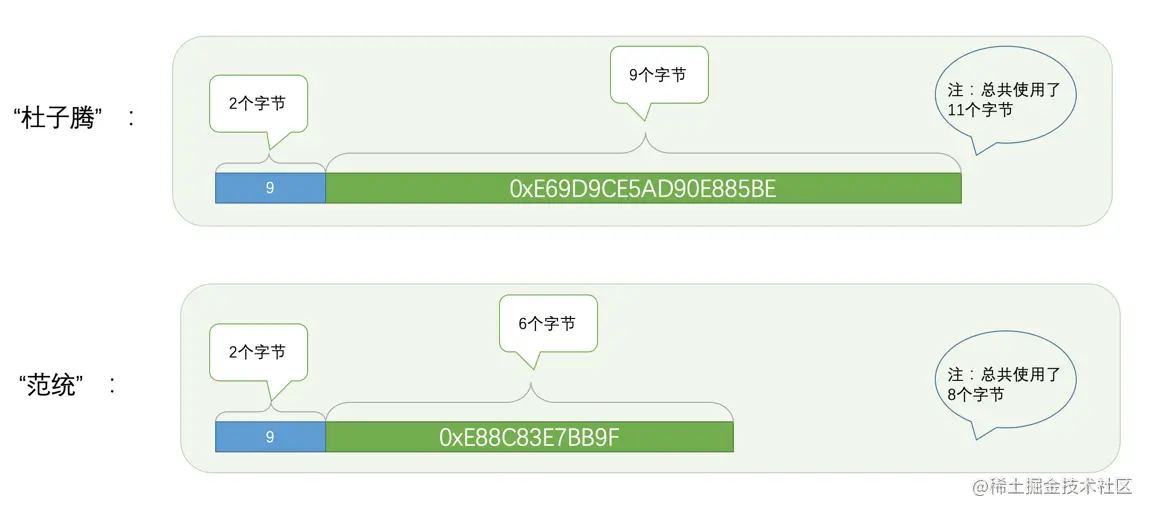 9个字节
注：总共使用了
11个字节
2个字节
“杜子腾” ：
9
0xE69D9CE5AD90E885BE
6个字节
2个字节
注：总共使用了
8个字节
“范统” ：
9
0xE88C83E7BB9F
@稀土掘金技术社区